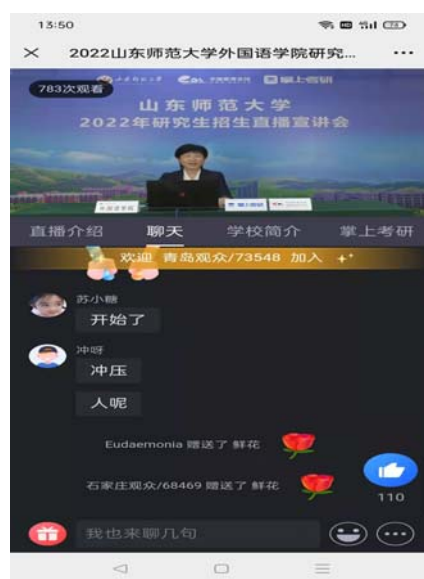 13:50
2022山东师范大学外国语学院研究...
783次观看
掌上考研
山东师范大学
2022年研究生招生直播宣讲会
直播介绍 聊天 学校简介 掌上考研
欢迎 青岛观众/73548 加入
苏小糖
开始了
冲呀
冲压
人呢
Eudaemonia 赠送了 鲜花
石家庄观众/68469 赠送了 鲜花
110
我也来聊几句